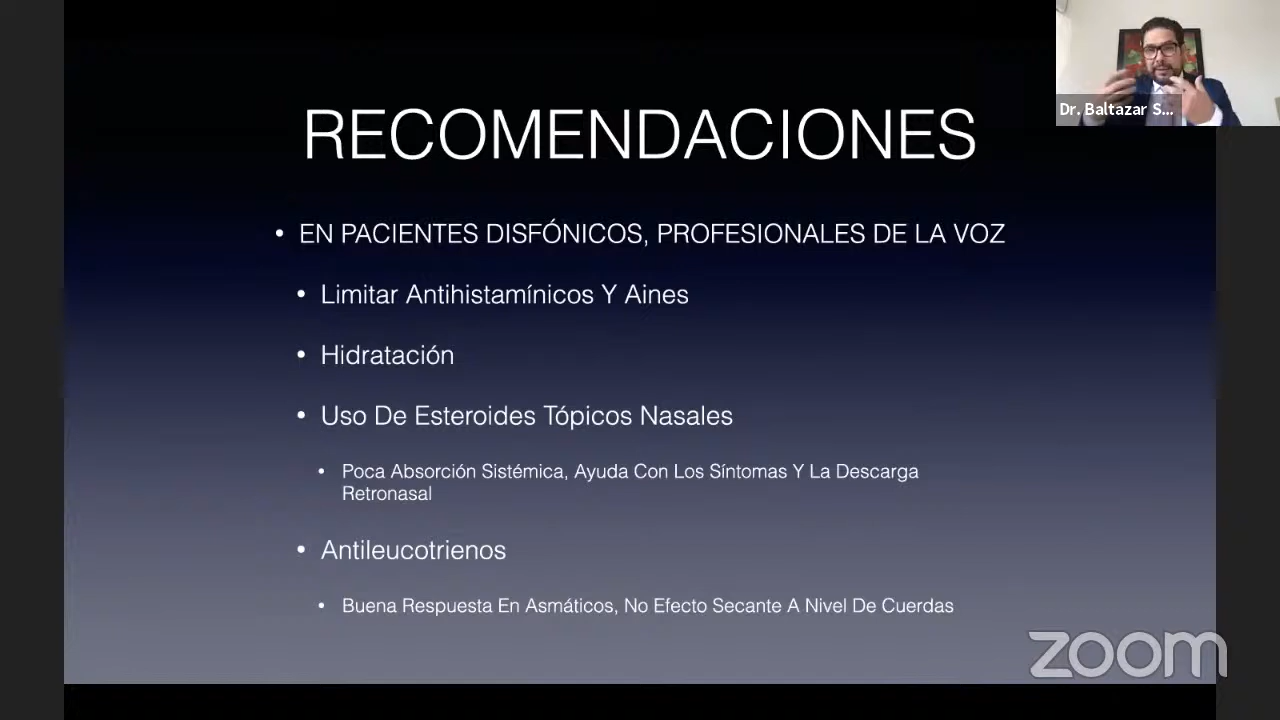 Dr. Baltazar S...
RECOMENDACIONES
• EN PACIENTES DISFÓNICOS, PROFESIONALES DE LA VOZ
• Limitar Antihistamínicos Y Aines
• Hidratación
• Uso De Esteroides Tópicos Nasales
• Poca Absorción Sistémica, Ayuda Con Los Síntomas Y La Descarga
Retronasal
• Antileucotrienos
• Buena Respuesta En Asmáticos, No Efecto Secante A Nivel De Cuerdas
zoom